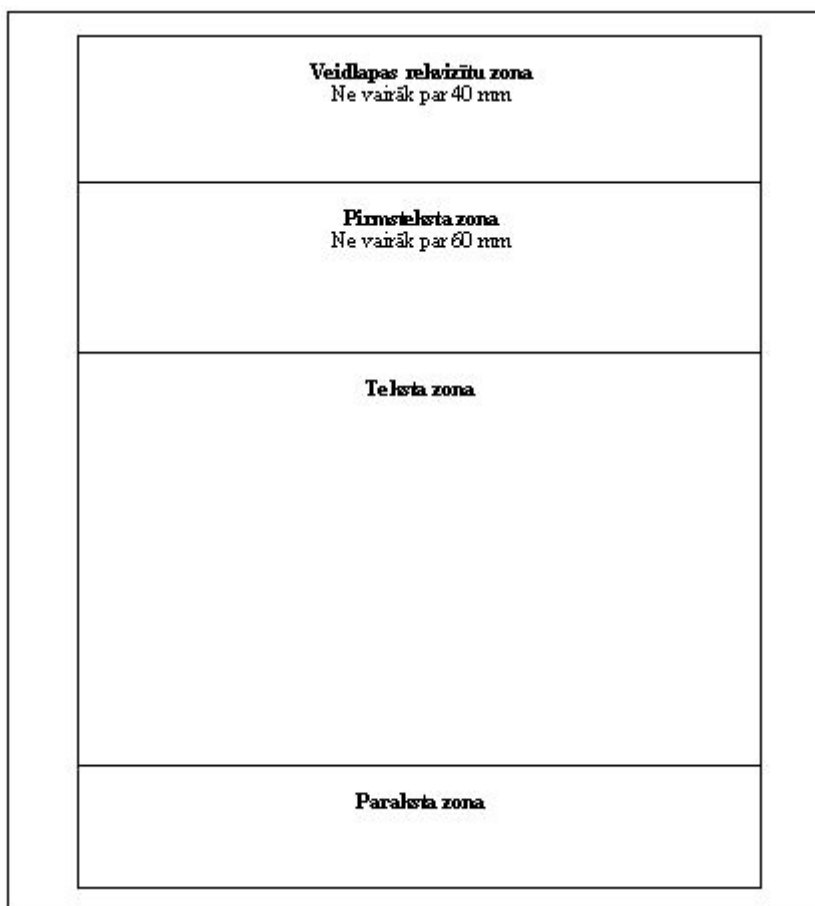 Veidlapas rekvizītu zona
Ne vairāk par 40 mm
Pirmsteksta zona
Ne vairāk par 60 mm
Teksta zona
Paraksta zona